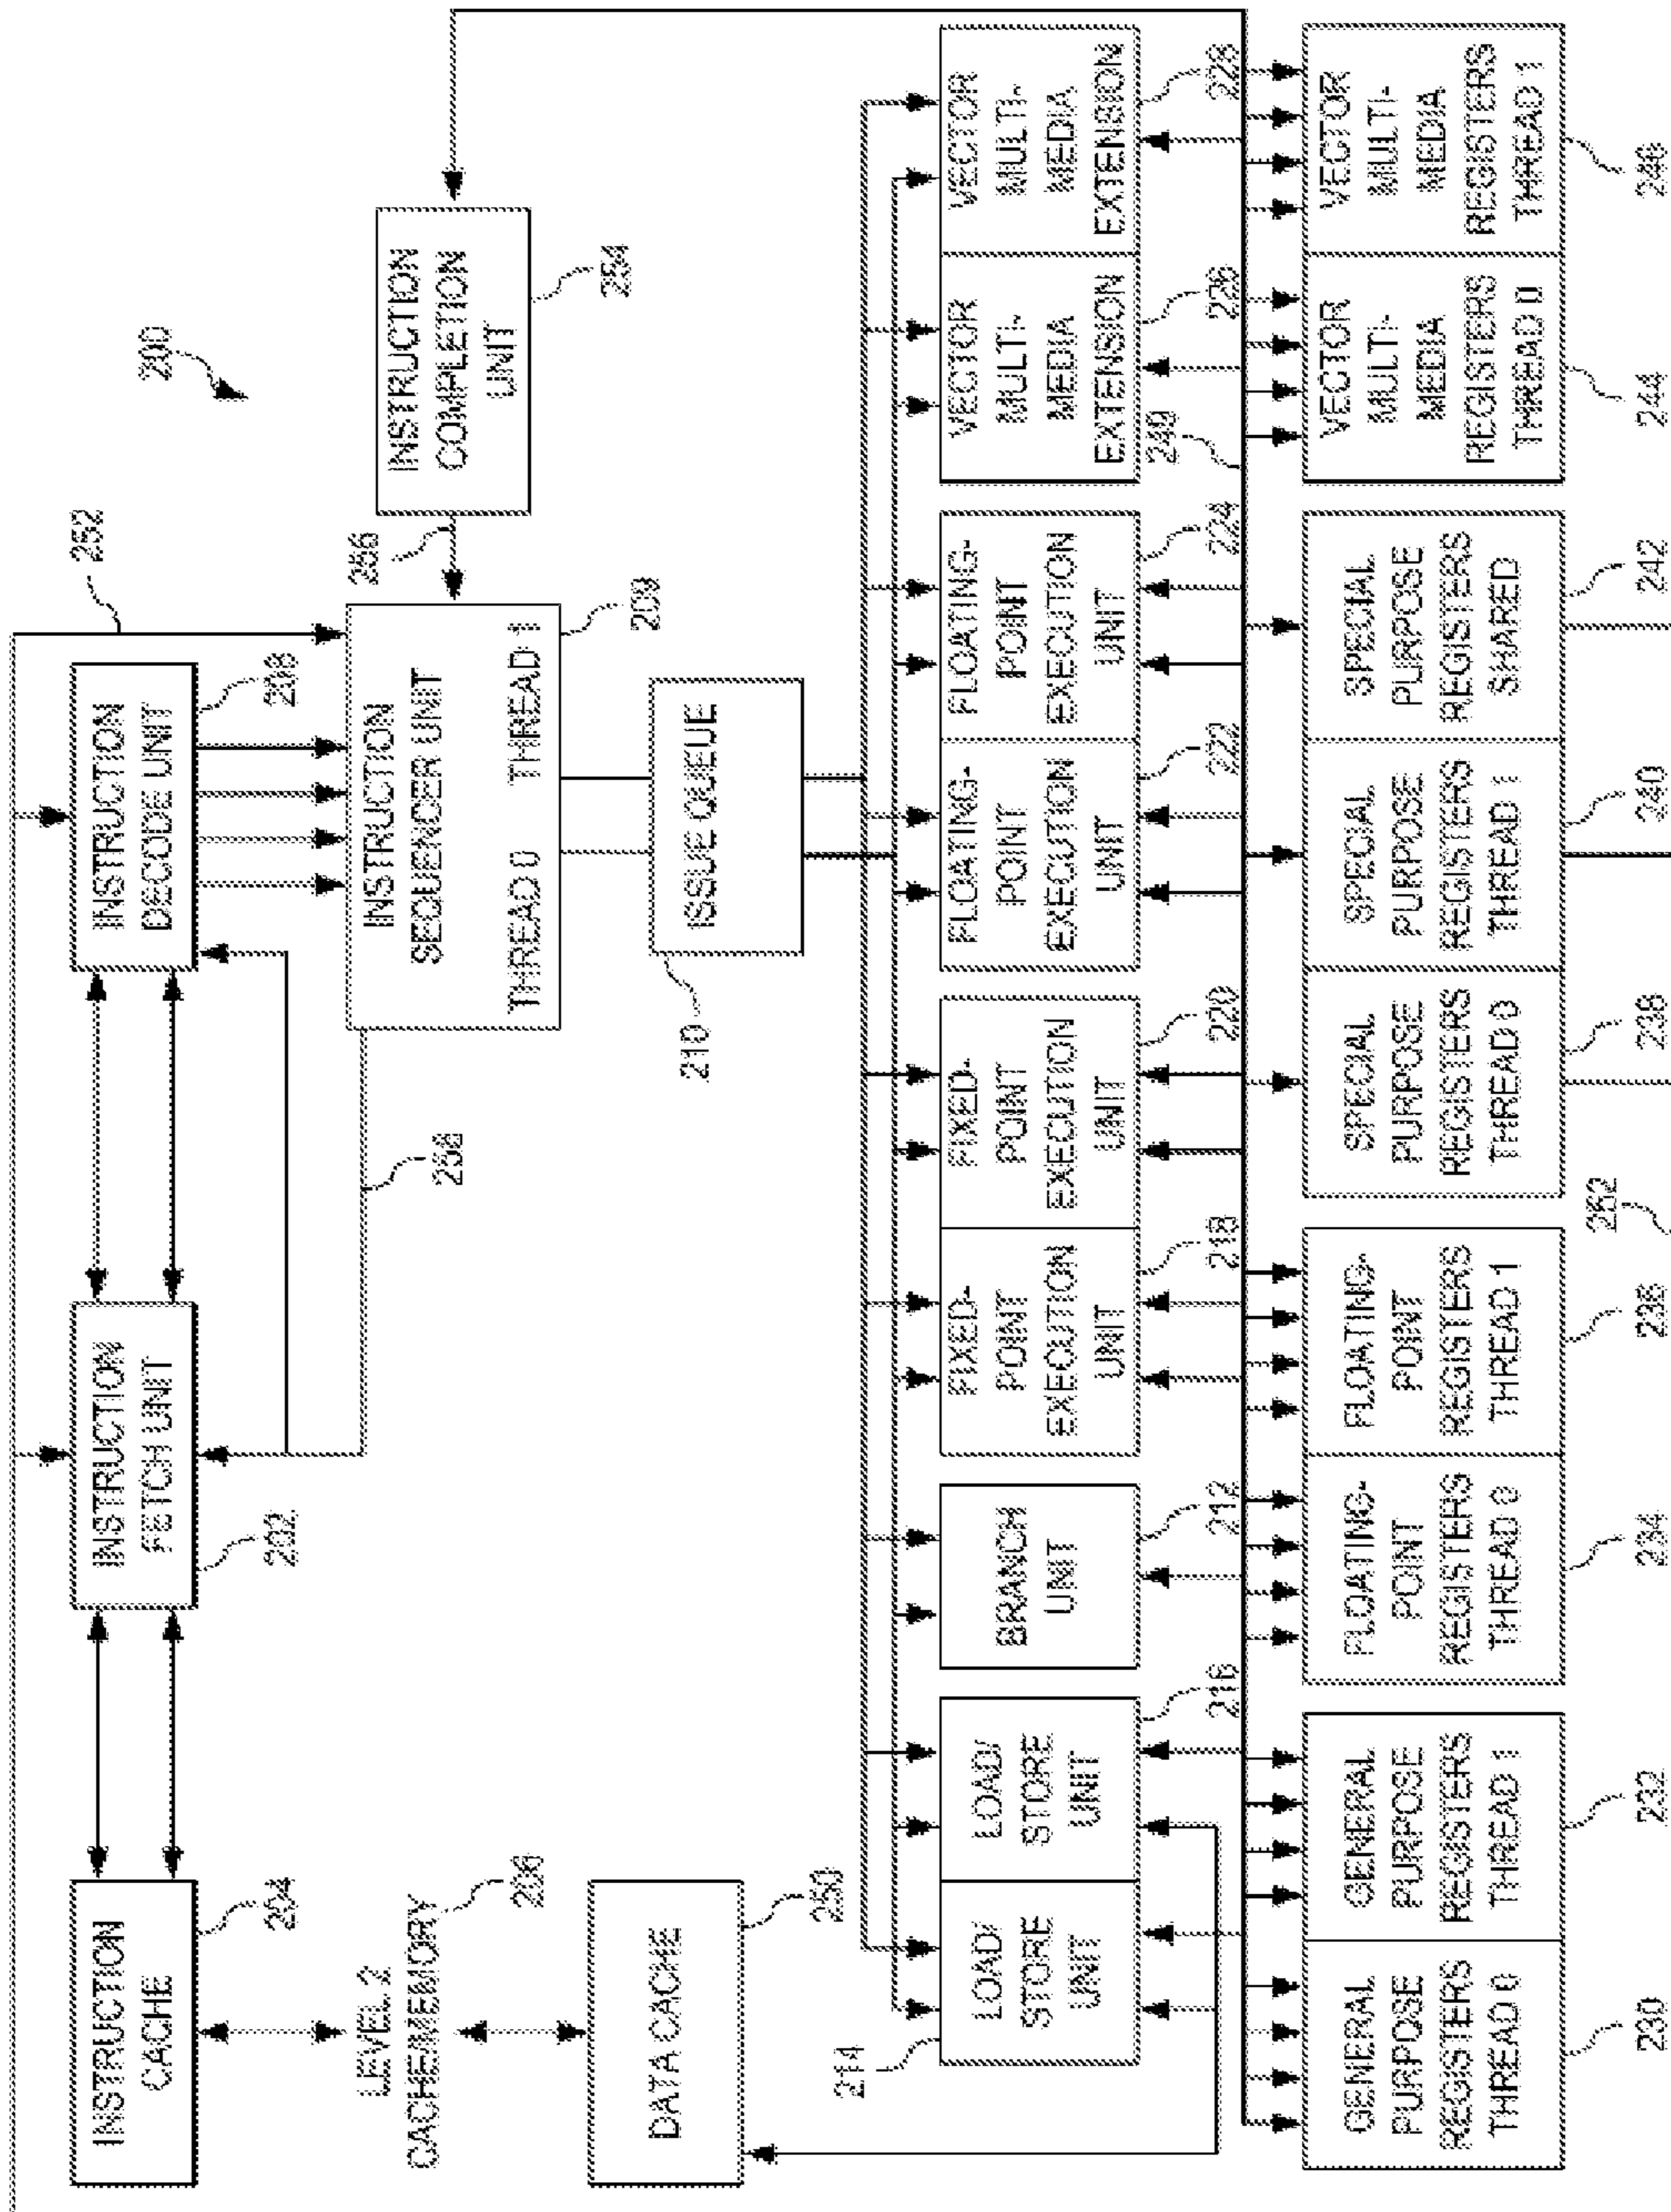 200
252
INSTRUCTION
CACHE
204
INSTRUCTION
FETCH UNIT
202
INSTRUCTION
DECODE UNIT
208
LEVEL 2
CACHE/MEMORY
206
258
INSTRUCTION
SEQUENCER UNIT
THREAD 0 THREAD 1
209
256
INSTRUCTION
COMPLETION
UNIT
254
DATA CACHE
250
210
ISSUE QUEUE
214
LOAD/
STORE
UNIT
LOAD/
STORE
UNIT
216
BRANCH
UNIT
212
FIXED-
POINT
EXECUTION
UNIT
218
FIXED-
POINT
EXECUTION
UNIT
220
FLOATING-
POINT
EXECUTION
UNIT
222
FLOATING-
POINT
EXECUTION
UNIT
224
VECTOR
MULTI-
MEDIA
EXTENSION
226
VECTOR
MULTI-
MEDIA
EXTENSION
228
249
GENERAL
PURPOSE
REGISTERS
THREAD 0
230
GENERAL
PURPOSE
REGISTERS
THREAD 1
232
FLOATING-
POINT
REGISTERS
THREAD 0
234
FLOATING-
POINT
REGISTERS
THREAD 1
236
SPECIAL
PURPOSE
REGISTERS
THREAD 0
238
SPECIAL
PURPOSE
REGISTERS
THREAD 1
240
SPECIAL
PURPOSE
REGISTERS
SHARED
242
VECTOR
MULTI-
MEDIA
REGISTERS
THREAD 0
244
VECTOR
MULTI-
MEDIA
REGISTERS
THREAD 1
246
262